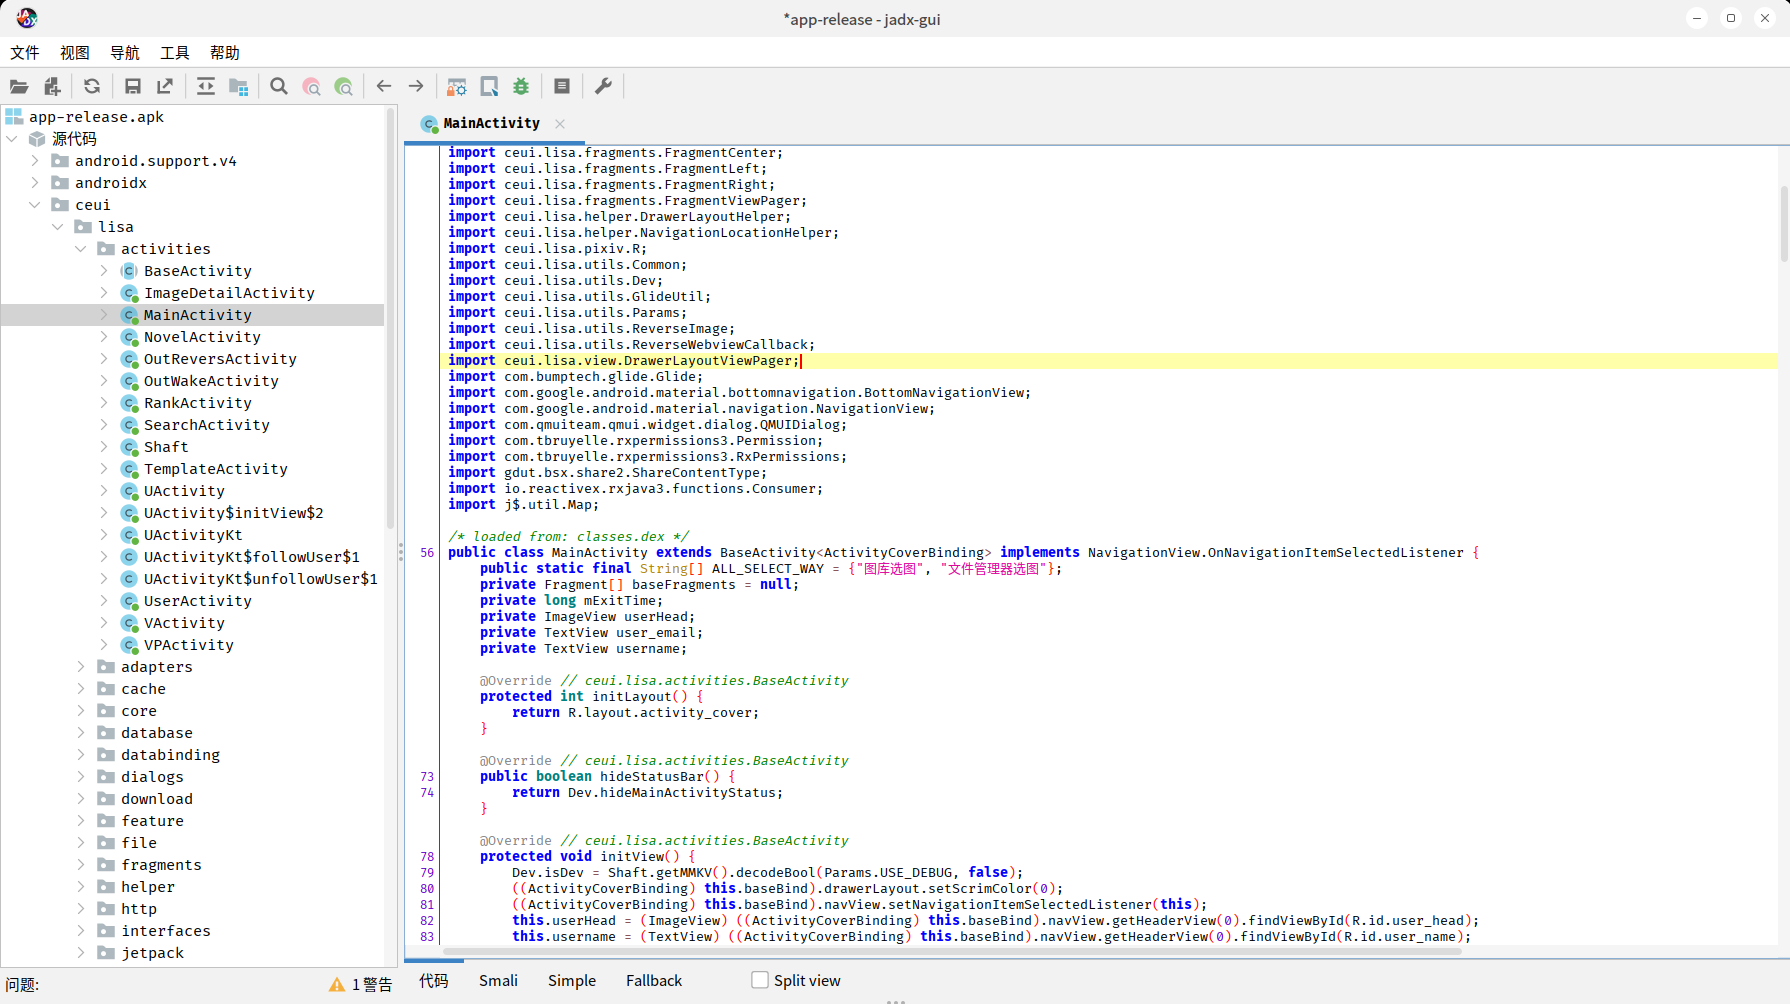 *app-release - jadx-gui
文件 视图 导航 工具 帮助
app-release.apk
源代码
android.support.v4
androidx
ceui
lisa
activities
BaseActivity
ImageDetailActivity
MainActivity
NovelActivity
OutReversActivity
OutWakeActivity
RankActivity
SearchActivity
Shaft
TemplateActivity
UActivity
UActivity$initView$2
UActivityKt
UActivityKt$followUser$1
UActivityKt$unfollowUser$1
UserActivity
VActivity
VPActivity
adapters
cache
core
database
databinding
dialogs
download
feature
file
fragments
helper
http
interfaces
jetpack
问题:
1 警告
MainActivity
import ceui.lisa.fragments.FragmentCenter;
import ceui.lisa.fragments.FragmentLeft;
import ceui.lisa.fragments.FragmentRight;
import ceui.lisa.fragments.FragmentViewPager;
import ceui.lisa.helper.DrawerLayoutHelper;
import ceui.lisa.helper.NavigationLocationHelper;
import ceui.lisa.pixiv.R;
import ceui.lisa.utils.Common;
import ceui.lisa.utils.Dev;
import ceui.lisa.utils.GlideUtil;
import ceui.lisa.utils.Params;
import ceui.lisa.utils.ReverseImage;
import ceui.lisa.utils.ReverseWebviewCallback;
import ceui.lisa.view.DrawerLayoutViewPager;
import com.bumptech.glide.Glide;
import com.google.android.material.bottomnavigation.BottomNavigationView;
import com.google.android.material.navigation.NavigationView;
import com.qmuiteam.qmui.widget.dialog.QMUIDialog;
import com.tbruyelle.rxpermissions3.Permission;
import com.tbruyelle.rxpermissions3.RxPermissions;
import gdut.bsx.share2.ShareContentType;
import io.reactivex.rxjava3.functions.Consumer;
import j$.util.Map;
/* loaded from: classes.dex */
56 public class MainActivity extends BaseActivity<ActivityCoverBinding> implements NavigationView.OnNavigationItemSelectedListener {
public static final String[] ALL_SELECT_WAY = {"图库选图", "文件管理器选图"};
private Fragment[] baseFragments = null;
private long mExitTime;
private ImageView userHead;
private TextView user_email;
private TextView username;
@Override // ceui.lisa.activities.BaseActivity
protected int initLayout() {
return R.layout.activity_cover;
}
@Override // ceui.lisa.activities.BaseActivity
73 public boolean hideStatusBar() {
74 return Dev.hideMainActivityStatus;
}
@Override // ceui.lisa.activities.BaseActivity
78 protected void initView() {
79 Dev.isDev = Shaft.getMMKV().decodeBool(Params.USE_DEBUG, false);
80 ((ActivityCoverBinding) this.baseBind).drawerLayout.setScrimColor(0);
81 ((ActivityCoverBinding) this.baseBind).navView.setNavigationItemSelectedListener(this);
82 this.userHead = (ImageView) ((ActivityCoverBinding) this.baseBind).navView.getHeaderView(0).findViewById(R.id.user_head);
83 this.username = (TextView) ((ActivityCoverBinding) this.baseBind).navView.getHeaderView(0).findViewById(R.id.user_name);
代码 Smali Simple Fallback Split view